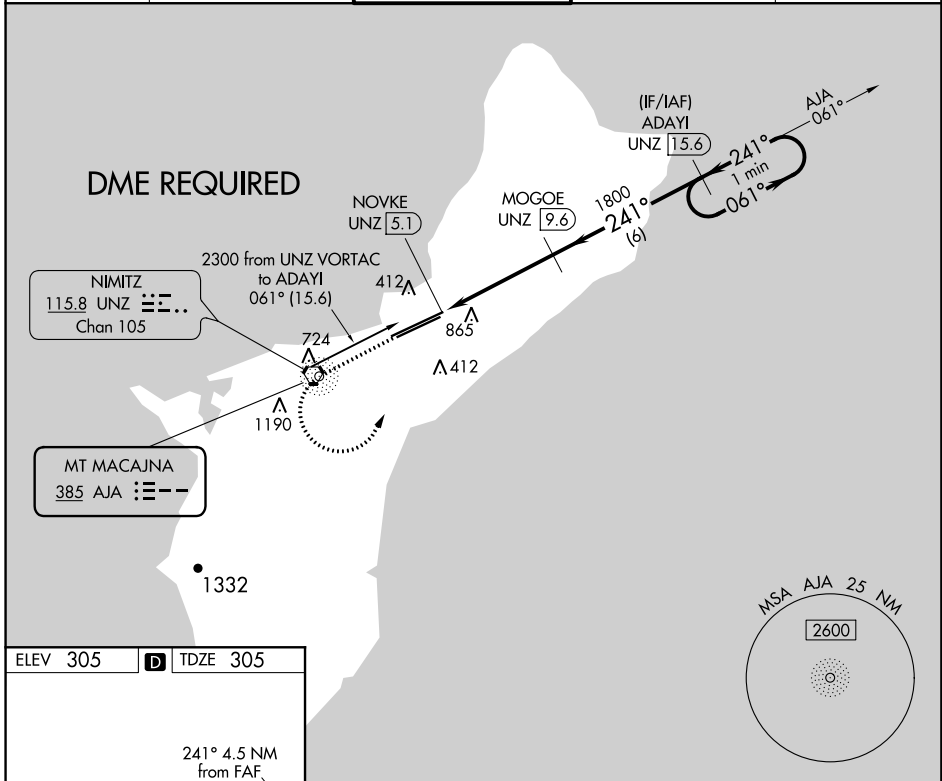 DME REQUIRED
(IF/IAF)
ADAYI
UNZ 15.6
AJA
061°
241°
1 min
061°
MOGOE
UNZ 9.6
1800
241°
(6)
NOVKE
UNZ 5.1
2300 from UNZ VORTAC
to ADAYI
061° (15.6)
NIMITZ
115.8 UNZ
Chan 105
412
724
865
412
1190
MT MACAJNA
385 AJA
1332
MSA AJA 25 NM
2600
ELEV 305 D TDZE 305
241° 4.5 NM
from FAF